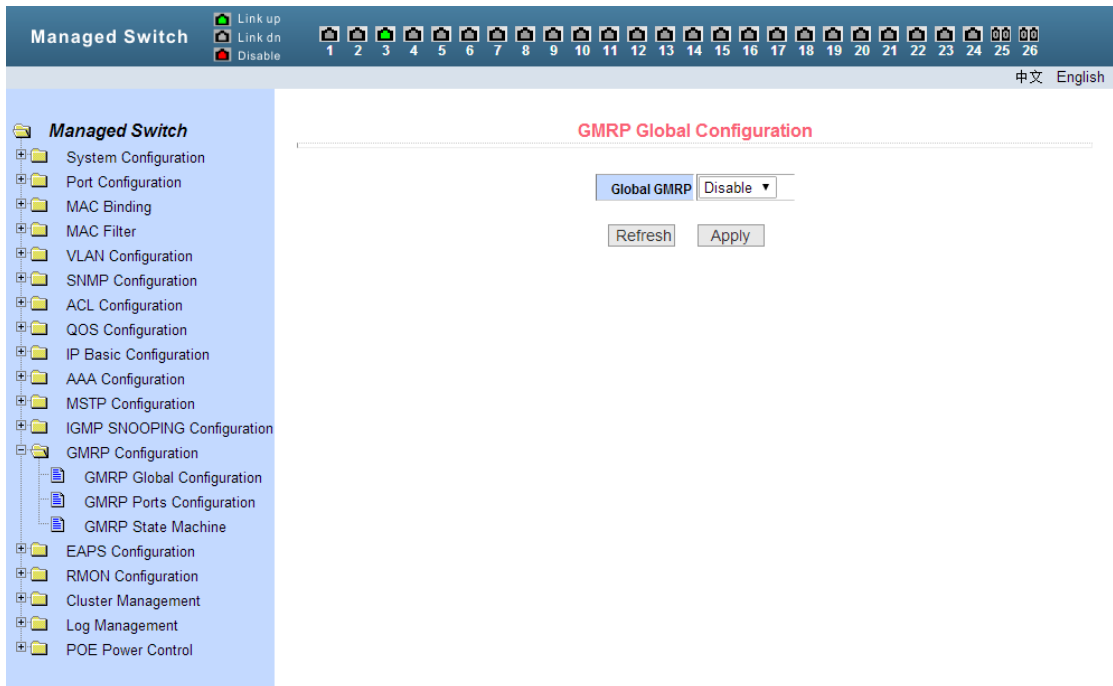 Managed Switch
Link up
Link dn
Disable
1 2 3 4 5 6 7 8 9 10 11 12 13 14 15 16 17 18 19 20 21 22 23 24 25 26
中文 English
Managed Switch
System Configuration
Port Configuration
MAC Binding
MAC Filter
VLAN Configuration
SNMP Configuration
ACL Configuration
QOS Configuration
IP Basic Configuration
AAA Configuration
MSTP Configuration
IGMP SNOOPING Configuration
GMRP Configuration
GMRP Global Configuration
GMRP Ports Configuration
GMRP State Machine
EAPS Configuration
RMON Configuration
Cluster Management
Log Management
POE Power Control
GMRP Global Configuration
Global GMRP Disable
Refresh Apply